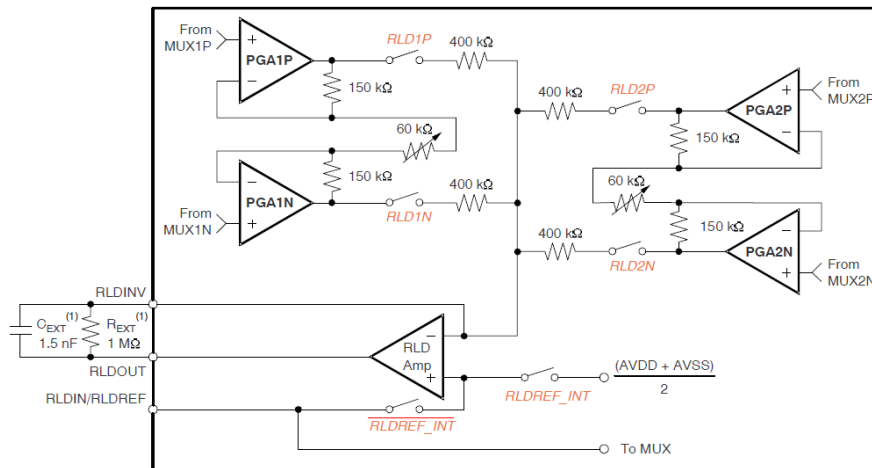 From
MUX1P
+
PGA1P
−
RLD1P
400 kΩ
150 kΩ
60 kΩ
−
PGA1N
+
150 kΩ
From
MUX1N
RLD1N
400 kΩ
400 kΩ
RLD2P
+
PGA2P
−
From
MUX2P
150 kΩ
60 kΩ
150 kΩ
−
PGA2N
+
From
MUX2N
400 kΩ
RLD2N
RLDINV
CEXT(1)
1.5 nF
REXT(1)
1 MΩ
RLDOUT
−
RLD
Amp
+
RLDIN/RLDREF
RLDREF_INT
RLDREF_INT
(AVDD + AVSS)
2
To MUX